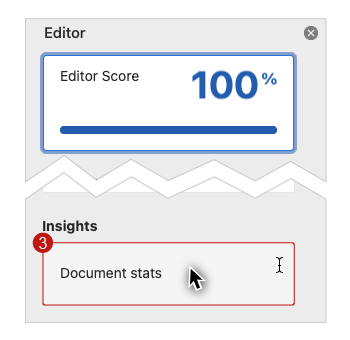 Editor
Editor Score 100%
Insights
3
Document stats